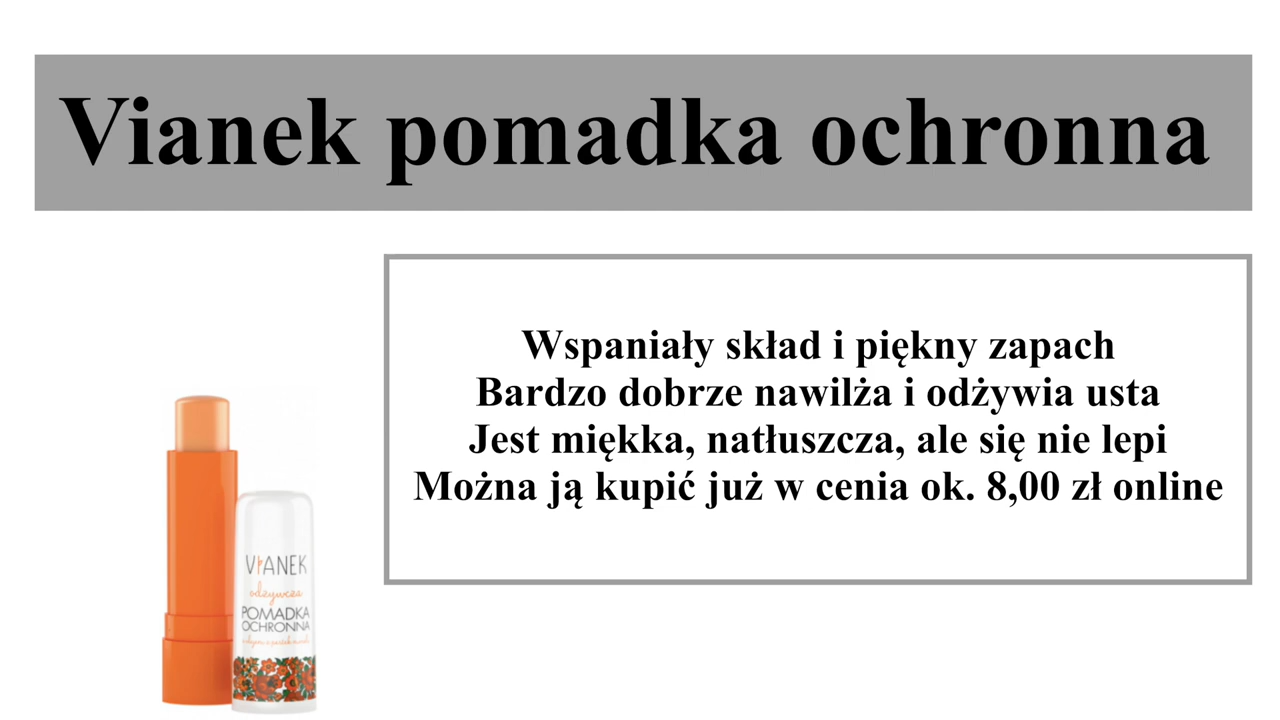 Vianek pomadka ochronna
Wspaniały skład i piękny zapach
Bardzo dobrze nawilża i odżywia usta
Jest miękka, natłuszcza, ale się nie lepi
Można ją kupić już w cenia ok. 8,00 zł online
VIANEK
odżywcza
POMADKA
OCHRONNA